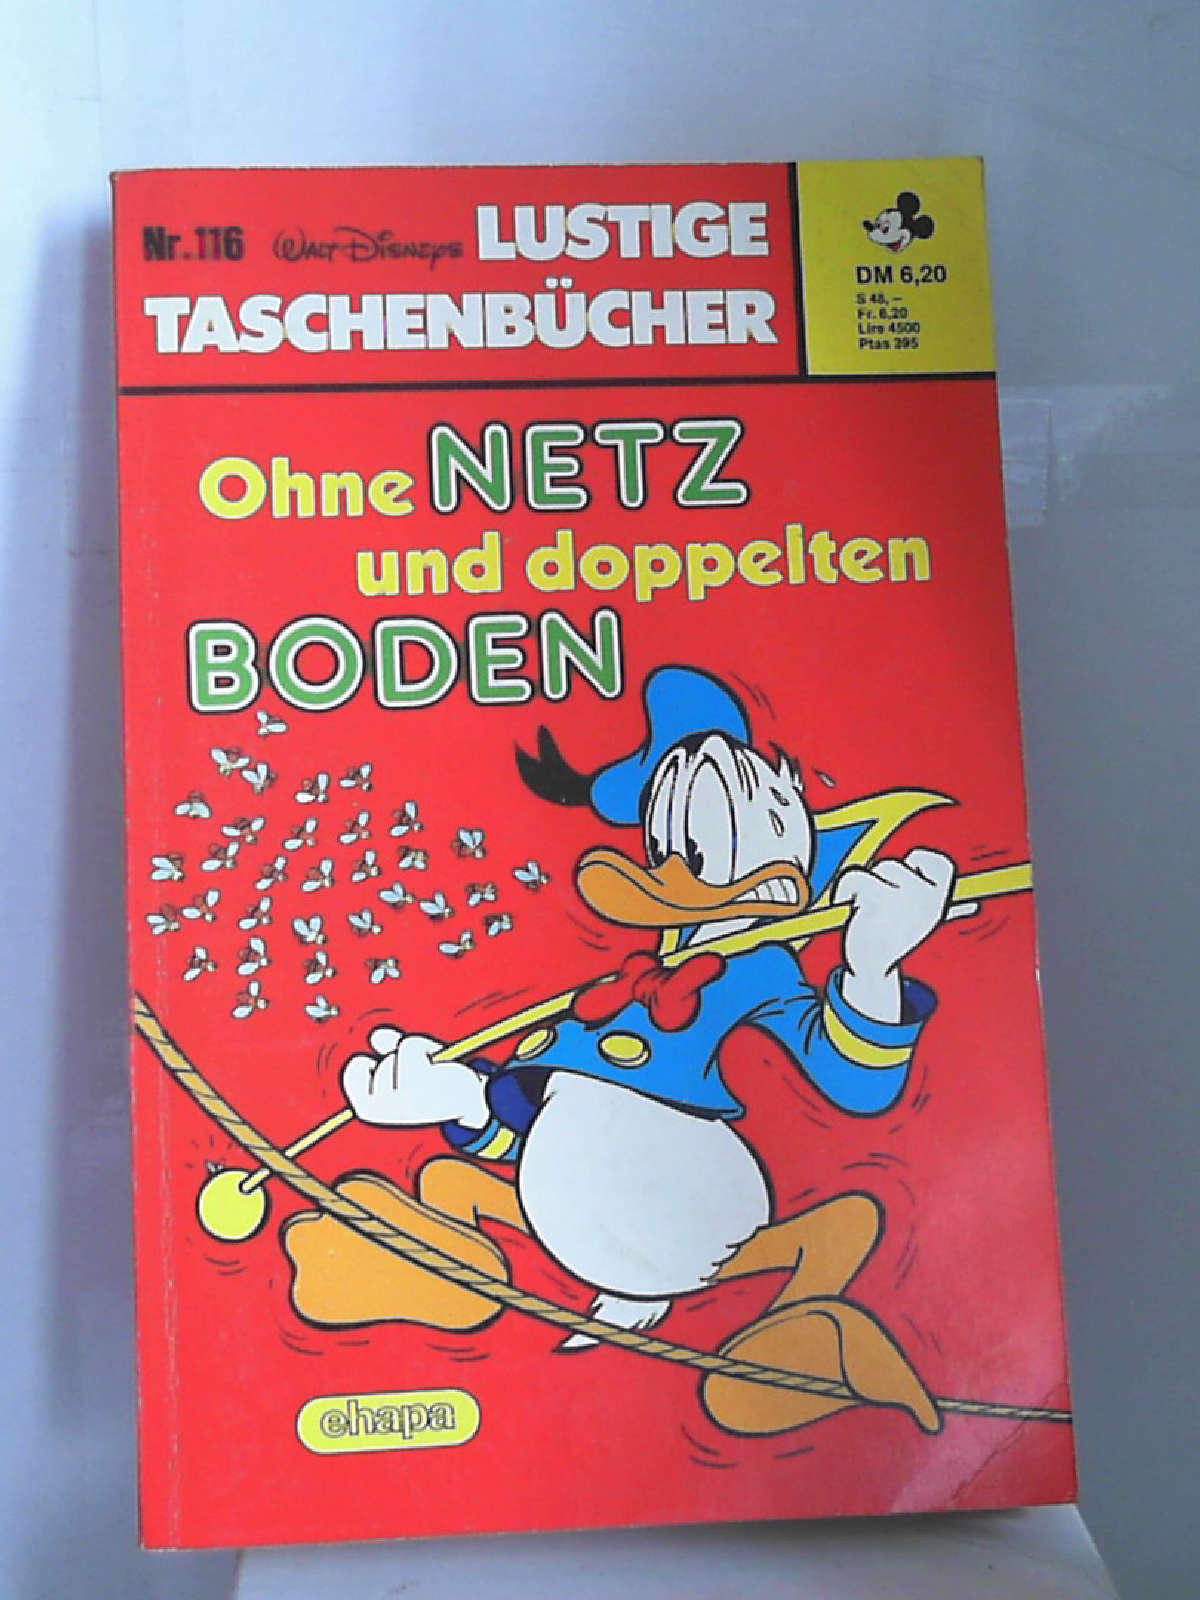 Nr. 116 WALT DISNEYS LUSTIGE
TASCHENBÜCHER
DM 6,20
S 48,–
Fr. 6,20
Lire 4500
Ptas 395
Ohne NETZ
und doppelten
BODEN
ehapa